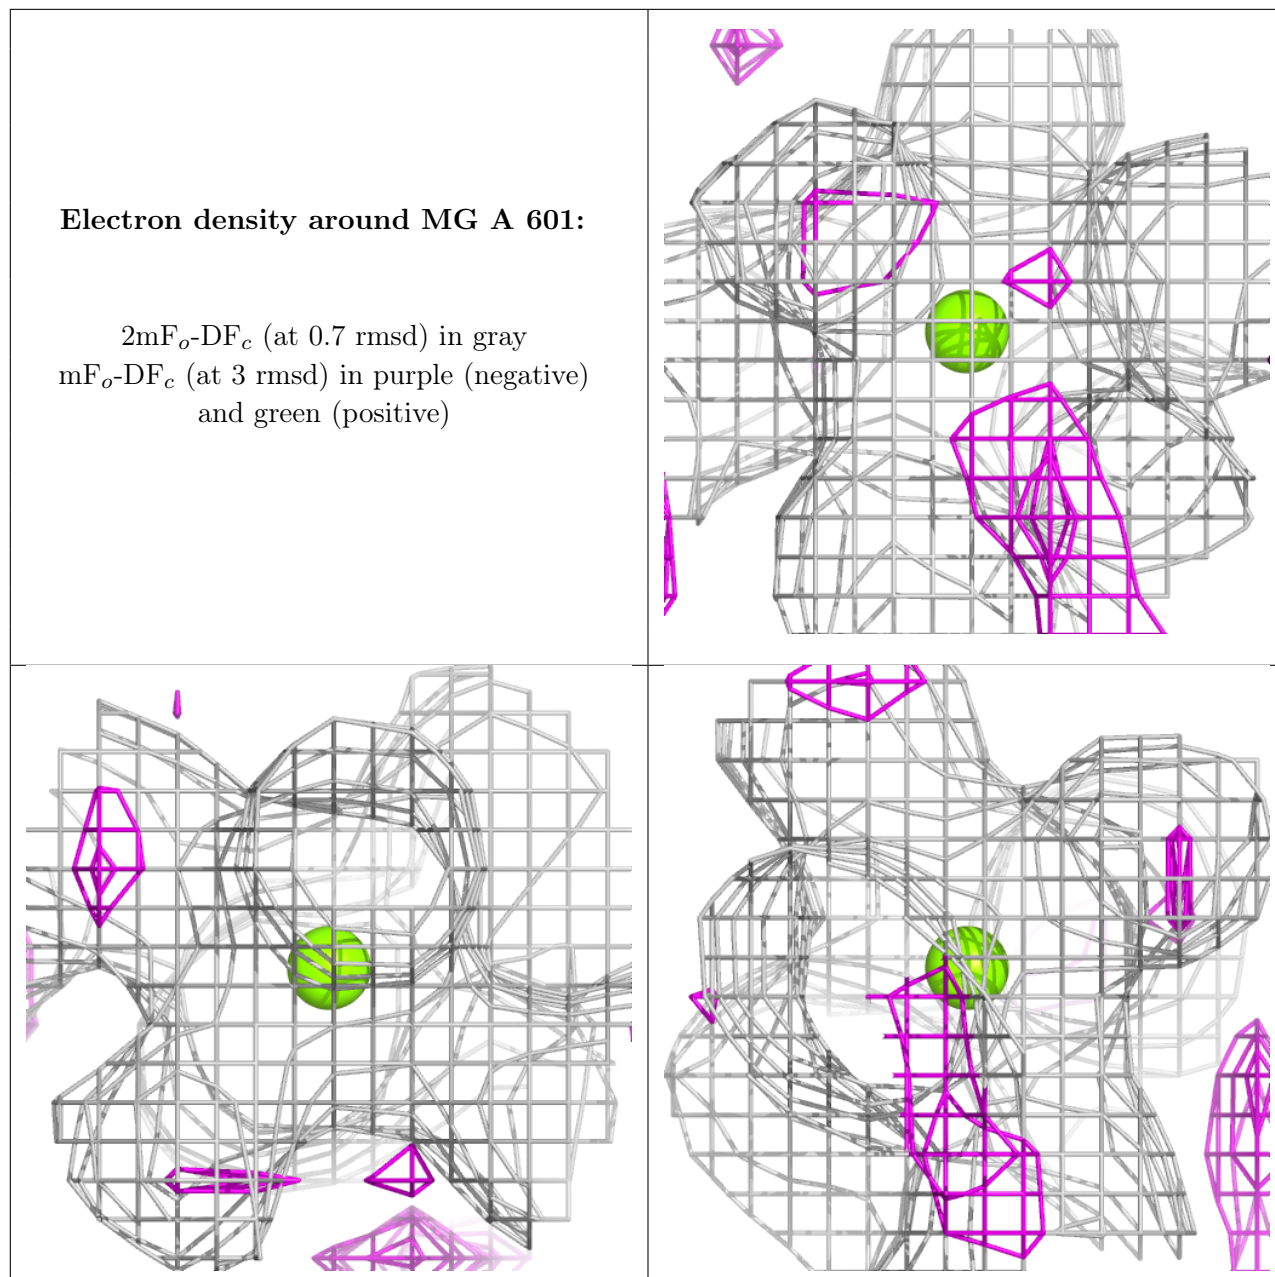 Electron density around MG A 601:
2mFo-DFc (at 0.7 rmsd) in gray
mFo-DFc (at 3 rmsd) in purple (negative)
and green (positive)